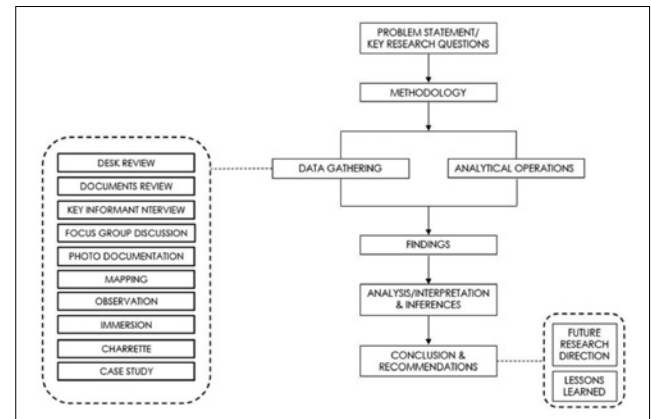 PROBLEM STATEMENT/
KEY RESEARCH QUESTIONS
METHODOLOGY
DATA GATHERING
ANALYTICAL OPERATIONS
DESK REVIEW
DOCUMENTS REVIEW
KEY INFORMANT NTERVIEW
FOCUS GROUP DISCUSSION
PHOTO DOCUMENTATION
MAPPING
OBSERVATION
IMMERSION
CHARRETTE
CASE STUDY
FINDINGS
ANALYSIS/INTERPRETATION
& INFERENCES
CONCLUSION &
RECOMMENDATIONS
FUTURE
RESEARCH
DIRECTION
LESSONS
LEARNED